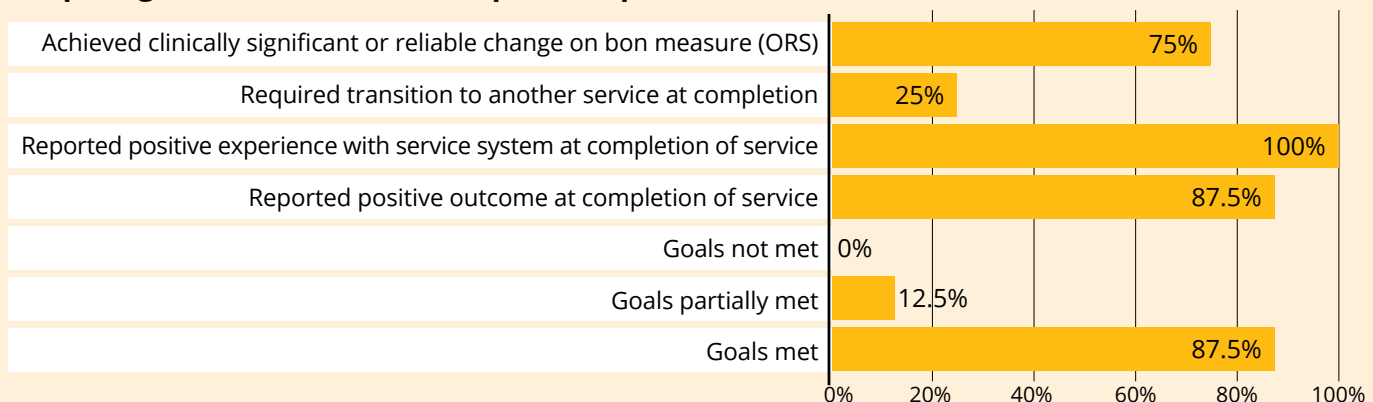 Achieved clinically significant or reliable change on bon measure (ORS) 75%
Required transition to another service at completion 25%
Reported positive experience with service system at completion of service 100%
Reported positive outcome at completion of service 87.5%
Goals not met 0%
Goals partially met 12.5%
Goals met 87.5%
0% 20% 40% 60% 80% 100%